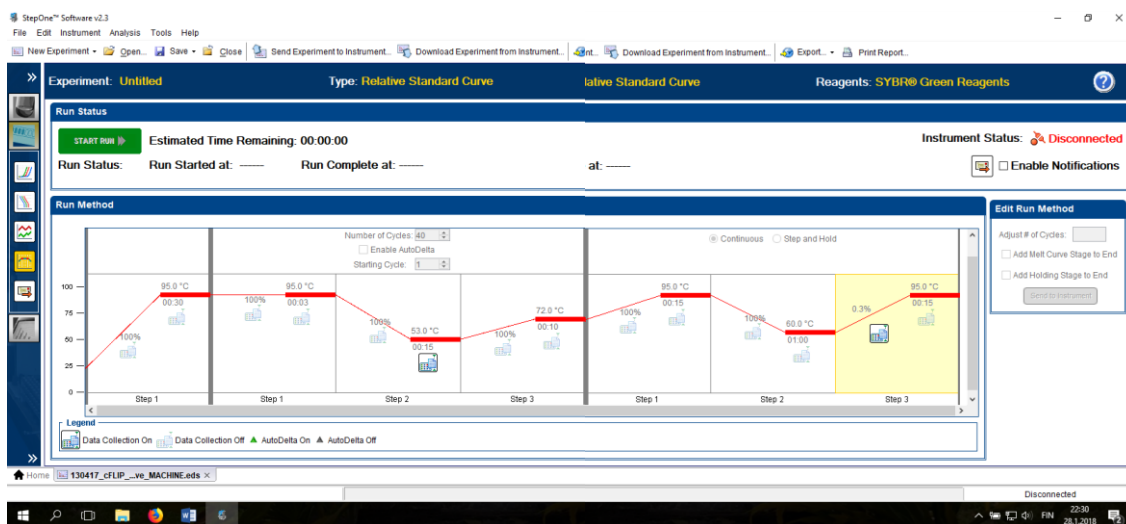 StepOne™ Software v2.3
File Edit Instrument Analysis Tools Help
New Experiment Open... Save Close Send Experiment to Instrument... Download Experiment from Instrument... ent... Download Experiment from Instrument... Export... Print Report...
Experiment: Untitled Type: Relative Standard Curve lative Standard Curve Reagents: SYBR® Green Reagents ?
Run Status
START RUN Estimated Time Remaining: 00:00:00 Instrument Status: Disconnected
Run Status: Run Started at: ------ Run Complete at: ------ at: ------ Enable Notifications
Run Method Edit Run Method
Number of Cycles: 40 Adjust # of Cycles:
Enable AutoDelta Continuous Step and Hold Add Melt Curve Stage to End
Starting Cycle: 1 Add Holding Stage to End
Send to Instrument
100 95.0 °C 95.0 °C 95.0 °C 95.0 °C
00:30 100% 00:03 72.0 °C 100% 00:15 0.3% 00:15
75 100% 53.0 °C 00:10 100% 60.0 °C
50 100% 00:15 100% 01:00
25
0
Step 1 Step 1 Step 2 Step 3 Step 1 Step 2 Step 3
Legend
Data Collection On Data Collection Off AutoDelta On AutoDelta Off
Home 130417_cFLIP_...ve_MACHINE.eds ×
Disconnected
FIN 22:30
28.1.2018 2